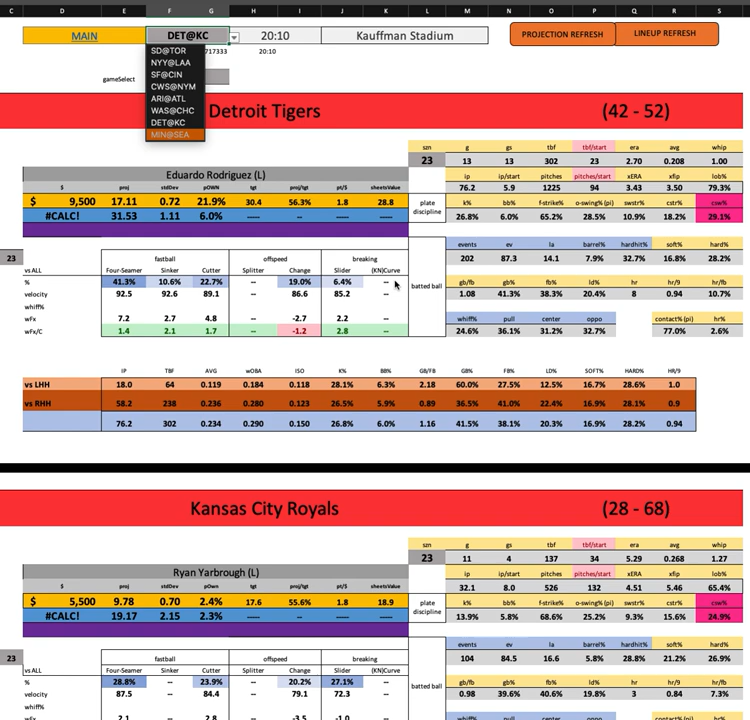 C D E F G H I J K L M N O P Q R S
MAIN DET@KC 20:10 Kauffman Stadium PROJECTION REFRESH LINEUP REFRESH
SD@TOR 717333 20:10
NYY@LAA
SF@CIN
gameSelect CWS@NYM
ARI@ATL
WAS@CHC
DET@KC
MIN@SEA
Detroit Tigers (42 - 52)
szn g gs tbf tbf/start era avg whip
23 13 13 302 23 2.70 0.208 1.00
Eduardo Rodriguez (L) ip ip/start pitches pitches/start xERA xfip lob%
$ proj stdDev pOWN tgt proj/tgt pt/$ sheetsValue 76.2 5.9 1225 94 3.43 3.50 79.3%
$ 9,500 17.11 0.72 21.9% 30.4 56.3% 1.8 28.8 plate discipline k% bb% f-strike% o-swing% (pi) swstr% cstr% csw%
#CALC! 31.53 1.11 6.0% ---- -- ---- ---- 26.8% 6.0% 65.2% 28.5% 10.9% 18.2% 29.1%
23 fastball offspeed breaking batted ball events ev la barrel% hardhit% soft% hard%
vs ALL Four-Seamer Sinker Cutter Splitter Change Slider (KN)Curve 202 87.3 14.1 7.9% 32.7% 16.8% 28.2%
% 41.3% 10.6% 22.7% -- 19.0% 6.4% --
velocity 92.5 92.6 89.1 -- 86.6 85.2 -- gb/fb gb% fb% ld% hr hr/9 hr/fb
whiff% 1.08 41.3% 38.3% 20.4% 8 0.94 10.7%
wFx 7.2 2.7 4.8 -- -2.7 2.2 -- whiff% pull center oppo contact% (pi) hr%
wFx/C 1.4 2.1 1.7 -- -1.2 2.8 -- 24.6% 36.1% 31.2% 32.7% 77.0% 2.6%
IP TBF AVG wOBA ISO K% BB% GB/FB GB% FB% LD% SOFT% HARD% HR/9
vs LHH 18.0 64 0.119 0.184 0.118 28.1% 6.3% 2.18 60.0% 27.5% 12.5% 16.7% 28.6% 1.0
vs RHH 58.2 238 0.236 0.280 0.123 26.5% 5.9% 0.89 36.5% 41.0% 22.4% 16.9% 28.1% 0.9
76.2 302 0.234 0.290 0.150 26.8% 6.0% 1.16 41.5% 38.1% 20.3% 16.9% 28.2% 0.94
Kansas City Royals (28 - 68)
szn g gs tbf tbf/start era avg whip
23 11 4 137 34 5.29 0.268 1.27
Ryan Yarbrough (L) ip ip/start pitches pitches/start xERA xfip lob%
$ proj stdDev pOwn tgt proj/tgt pt/$ sheetsValue 32.1 8.0 526 132 4.51 5.46 65.4%
$ 5,500 9.78 0.70 2.4% 17.6 55.6% 1.8 18.9 plate discipline k% bb% f-strike% o-swing% (pi) swstr% cstr% csw%
#CALC! 19.17 2.15 2.3% ---- -- ---- ---- 13.9% 5.8% 68.6% 25.2% 9.3% 15.6% 24.9%
23 fastball offspeed breaking batted ball events ev la barrel% hardhit% soft% hard%
vs ALL Four-Seamer Sinker Cutter Splitter Change Slider (KN)Curve 104 84.5 16.6 5.8% 28.8% 21.2% 26.9%
% 28.8% -- 23.9% -- 20.2% 27.1% --
velocity 87.5 -- 84.4 -- 79.1 72.3 -- gb/fb gb% fb% ld% hr hr/9 hr/fb
whiff% 0.98 39.6% 40.6% 19.8% 3 0.84 7.3%
wFx 2.1 -- 2.8 -- -3.5 -1.0 -- whiff% pull center oppo contact% (pi) hr%